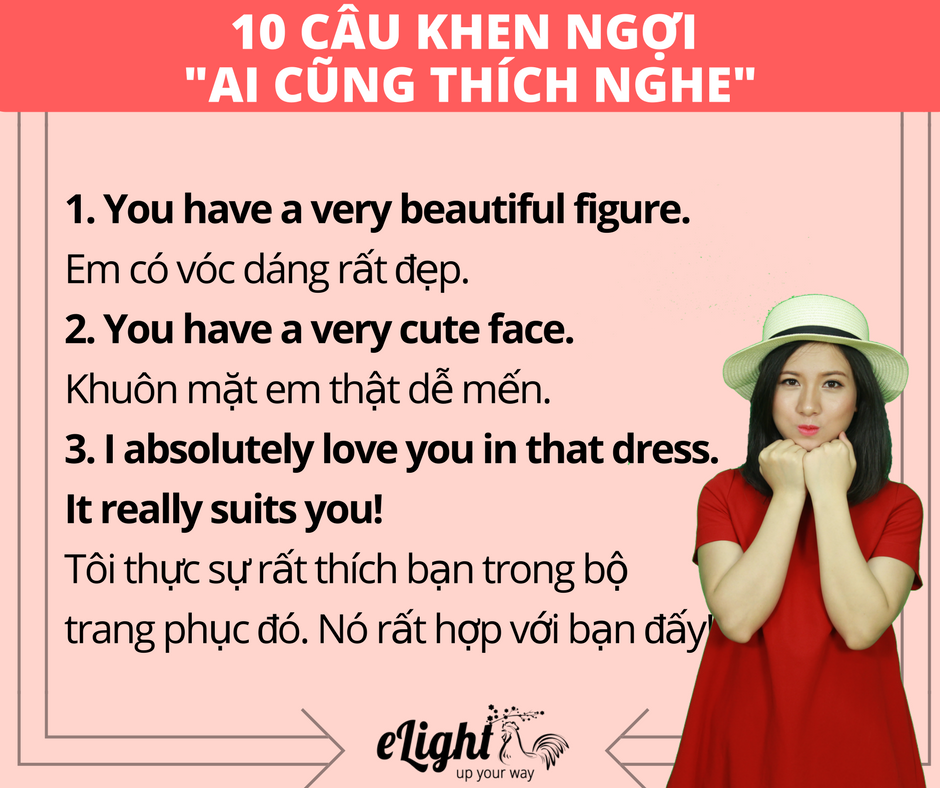 10 CÂU KHEN NGỢI
"AI CŨNG THÍCH NGHE"
1. You have a very beautiful figure.
Em có vóc dáng rất đẹp.
2. You have a very cute face.
Khuôn mặt em thật dễ mến.
3. I absolutely love you in that dress.
It really suits you!
Tôi thực sự rất thích bạn trong bộ
trang phục đó. Nó rất hợp với bạn đấy!
eLight
up your way